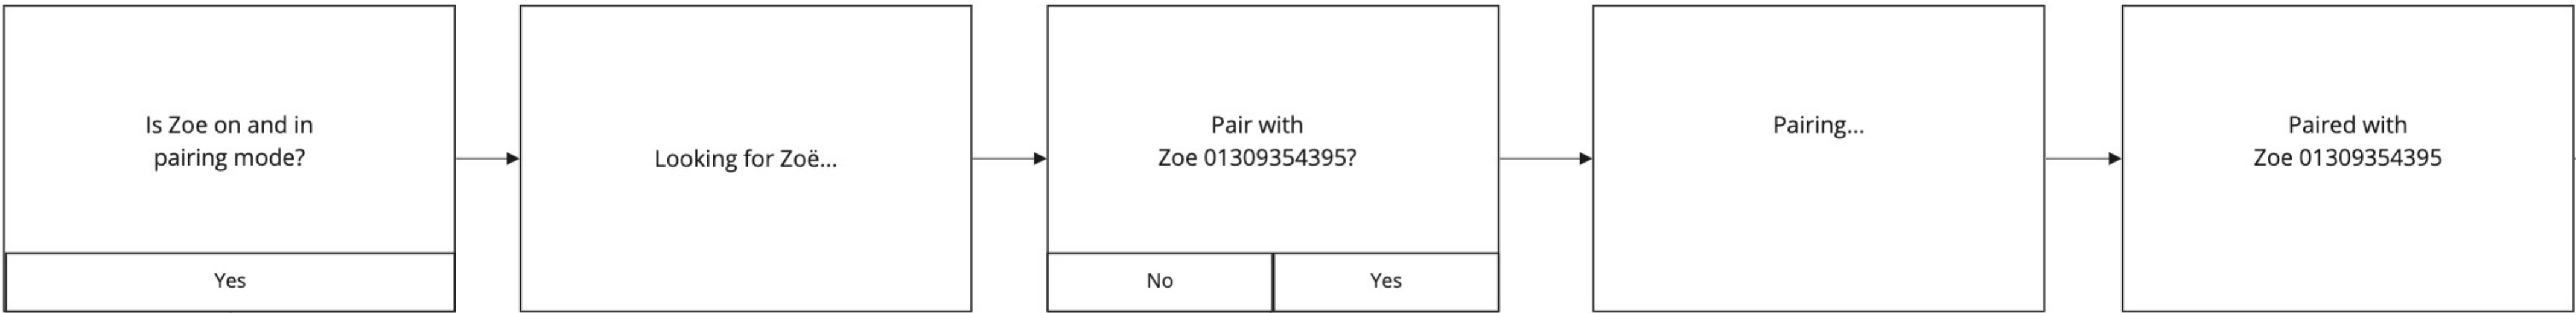 Is Zoe on and in
pairing mode?
Yes
Looking for Zoë...
Pair with
Zoe 01309354395?
No
Yes
Pairing...
Paired with
Zoe 01309354395